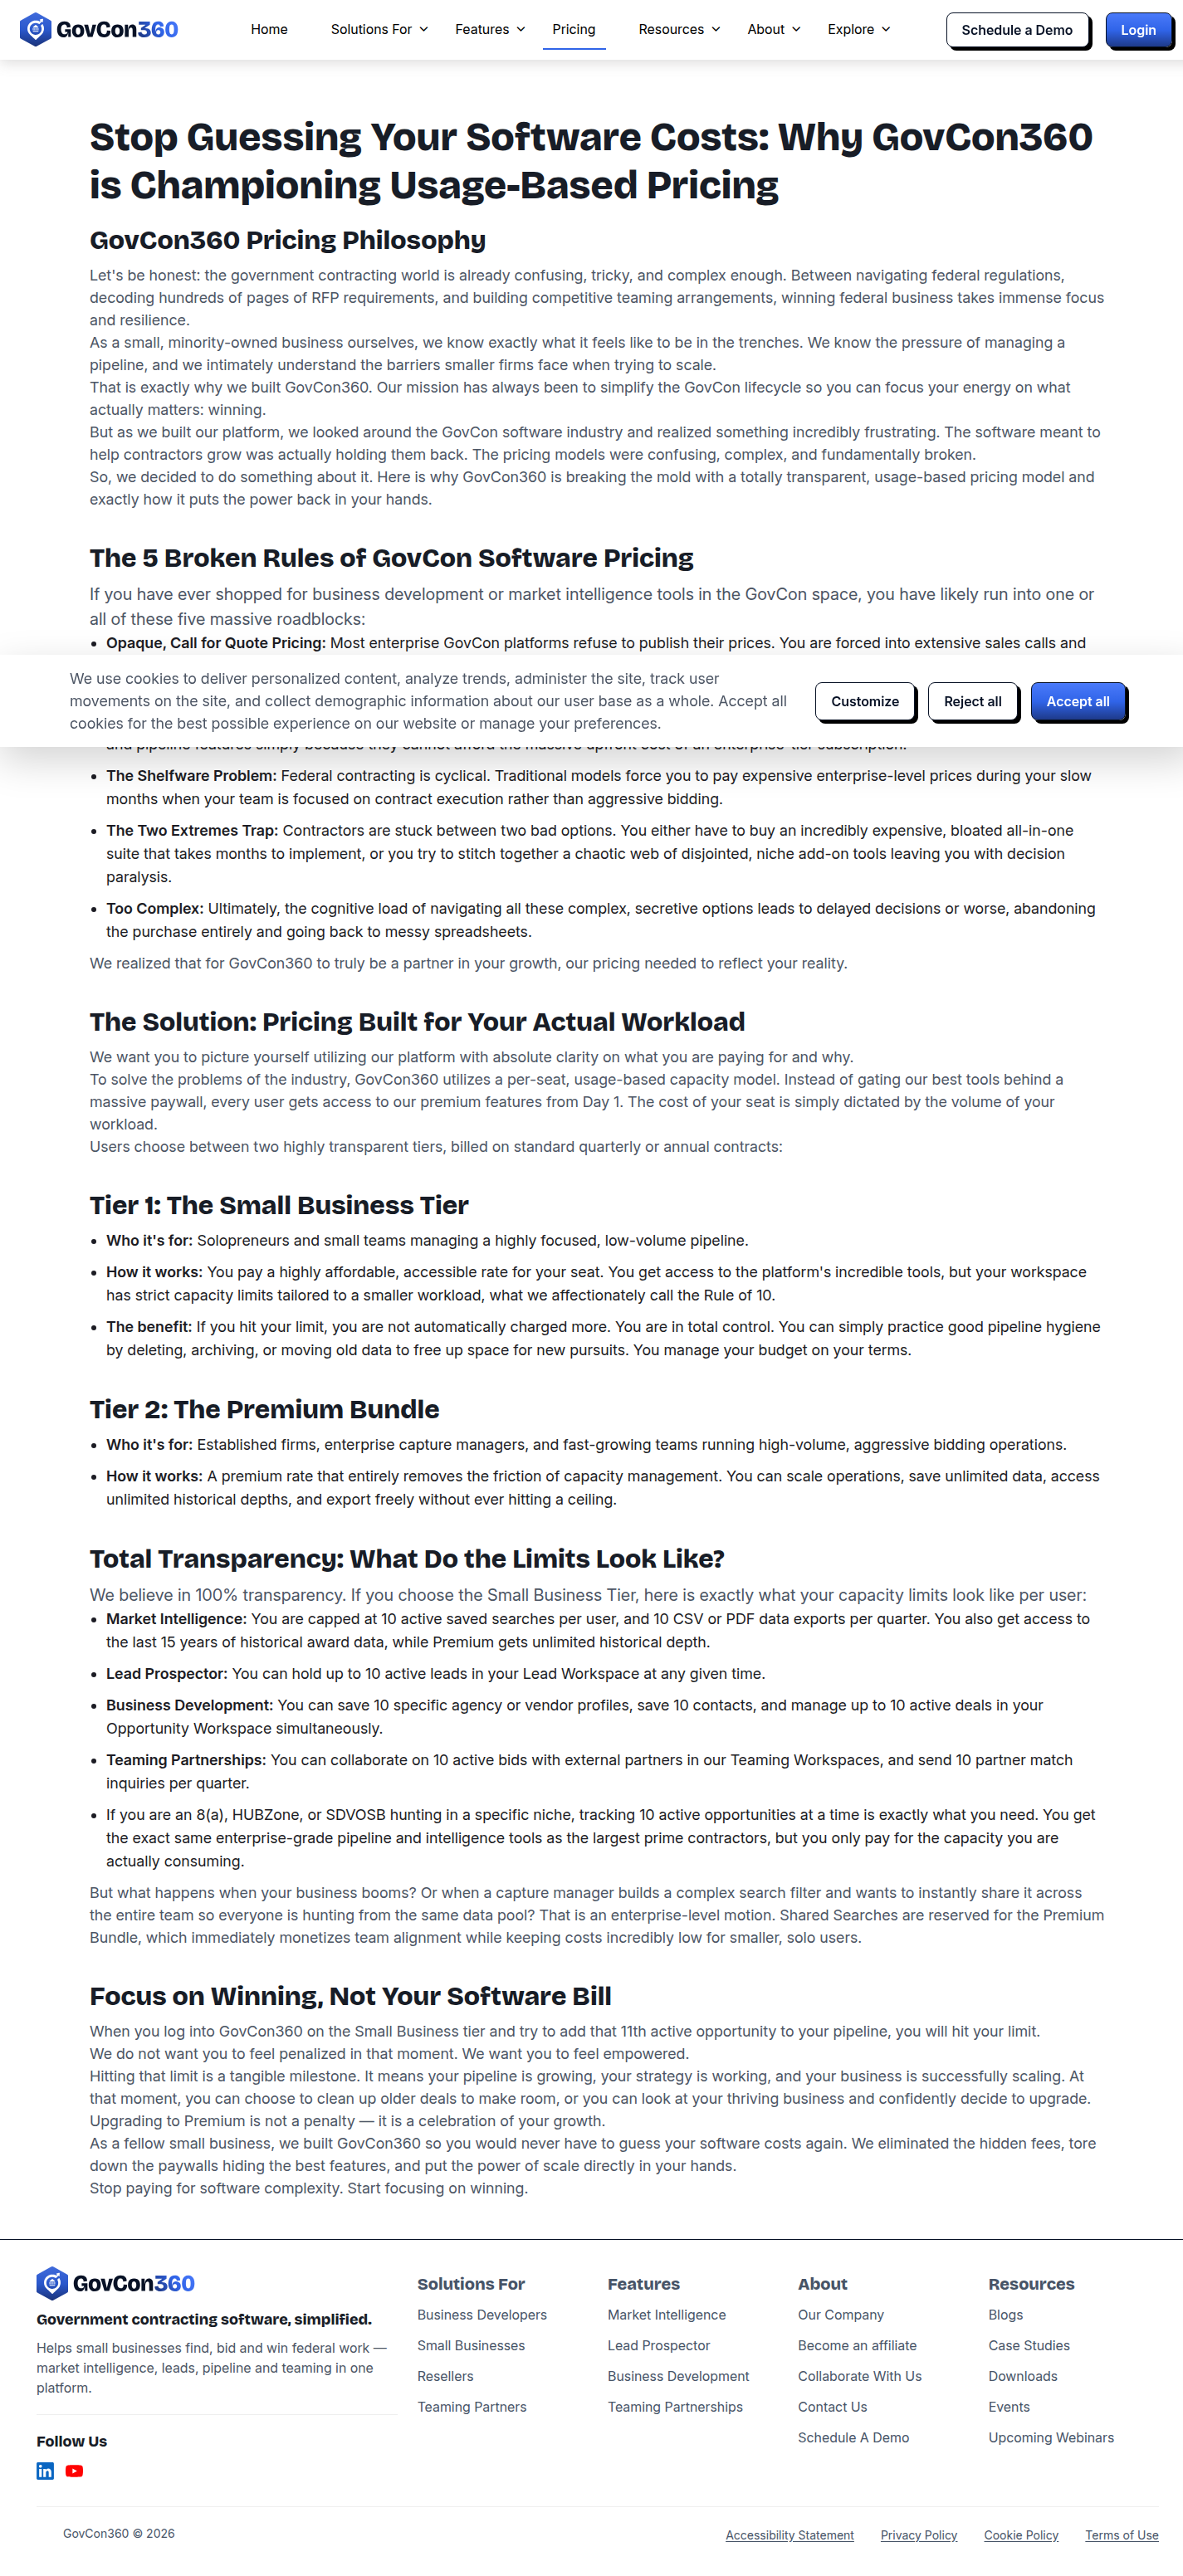 GovCon360
Home
Solutions For
Features
Pricing
Resources
About
Explore
Schedule a Demo
Login
Stop Guessing Your Software Costs: Why GovCon360
is Championing Usage-Based Pricing
GovCon360 Pricing Philosophy
Let's be honest: the government contracting world is already confusing, tricky, and complex enough. Between navigating federal regulations,
decoding hundreds of pages of RFP requirements, and building competitive teaming arrangements, winning federal business takes immense focus
and resilience.
As a small, minority-owned business ourselves, we know exactly what it feels like to be in the trenches. We know the pressure of managing a
pipeline, and we intimately understand the barriers smaller firms face when trying to scale.
That is exactly why we built GovCon360. Our mission has always been to simplify the GovCon lifecycle so you can focus your energy on what
actually matters: winning.
But as we built our platform, we looked around the GovCon software industry and realized something incredibly frustrating. The software meant to
help contractors grow was actually holding them back. The pricing models were confusing, complex, and fundamentally broken.
So, we decided to do something about it. Here is why GovCon360 is breaking the mold with a totally transparent, usage-based pricing model and
exactly how it puts the power back in your hands.
The 5 Broken Rules of GovCon Software Pricing
If you have ever shopped for business development or market intelligence tools in the GovCon space, you have likely run into one or
all of these five massive roadblocks:
• Opaque, Call for Quote Pricing: Most enterprise GovCon platforms refuse to publish their prices. You are forced into extensive sales calls and
We use cookies to deliver personalized content, analyze trends, administer the site, track user
movements on the site, and collect demographic information about our user base as a whole. Accept all
cookies for the best possible experience on our website or manage your preferences.
Customize
Reject all
Accept all
and pipeline features simply because they cannot afford the massive upfront cost of an enterprise-tier subscription.
• The Shelfware Problem: Federal contracting is cyclical. Traditional models force you to pay expensive enterprise-level prices during your slow
months when your team is focused on contract execution rather than aggressive bidding.
• The Two Extremes Trap: Contractors are stuck between two bad options. You either have to buy an incredibly expensive, bloated all-in-one
suite that takes months to implement, or you try to stitch together a chaotic web of disjointed, niche add-on tools leaving you with decision
paralysis.
• Too Complex: Ultimately, the cognitive load of navigating all these complex, secretive options leads to delayed decisions or worse, abandoning
the purchase entirely and going back to messy spreadsheets.
We realized that for GovCon360 to truly be a partner in your growth, our pricing needed to reflect your reality.
The Solution: Pricing Built for Your Actual Workload
We want you to picture yourself utilizing our platform with absolute clarity on what you are paying for and why.
To solve the problems of the industry, GovCon360 utilizes a per-seat, usage-based capacity model. Instead of gating our best tools behind a
massive paywall, every user gets access to our premium features from Day 1. The cost of your seat is simply dictated by the volume of your
workload.
Users choose between two highly transparent tiers, billed on standard quarterly or annual contracts:
Tier 1: The Small Business Tier
• Who it's for: Solopreneurs and small teams managing a highly focused, low-volume pipeline.
• How it works: You pay a highly affordable, accessible rate for your seat. You get access to the platform's incredible tools, but your workspace
has strict capacity limits tailored to a smaller workload, what we affectionately call the Rule of 10.
• The benefit: If you hit your limit, you are not automatically charged more. You are in total control. You can simply practice good pipeline hygiene
by deleting, archiving, or moving old data to free up space for new pursuits. You manage your budget on your terms.
Tier 2: The Premium Bundle
• Who it's for: Established firms, enterprise capture managers, and fast-growing teams running high-volume, aggressive bidding operations.
• How it works: A premium rate that entirely removes the friction of capacity management. You can scale operations, save unlimited data, access
unlimited historical depths, and export freely without ever hitting a ceiling.
Total Transparency: What Do the Limits Look Like?
We believe in 100% transparency. If you choose the Small Business Tier, here is exactly what your capacity limits look like per user:
• Market Intelligence: You are capped at 10 active saved searches per user, and 10 CSV or PDF data exports per quarter. You also get access to
the last 15 years of historical award data, while Premium gets unlimited historical depth.
• Lead Prospector: You can hold up to 10 active leads in your Lead Workspace at any given time.
• Business Development: You can save 10 specific agency or vendor profiles, save 10 contacts, and manage up to 10 active deals in your
Opportunity Workspace simultaneously.
• Teaming Partnerships: You can collaborate on 10 active bids with external partners in our Teaming Workspaces, and send 10 partner match
inquiries per quarter.
• If you are an 8(a), HUBZone, or SDVOSB hunting in a specific niche, tracking 10 active opportunities at a time is exactly what you need. You get
the exact same enterprise-grade pipeline and intelligence tools as the largest prime contractors, but you only pay for the capacity you are
actually consuming.
But what happens when your business booms? Or when a capture manager builds a complex search filter and wants to instantly share it across
the entire team so everyone is hunting from the same data pool? That is an enterprise-level motion. Shared Searches are reserved for the Premium
Bundle, which immediately monetizes team alignment while keeping costs incredibly low for smaller, solo users.
Focus on Winning, Not Your Software Bill
When you log into GovCon360 on the Small Business tier and try to add that 11th active opportunity to your pipeline, you will hit your limit.
We do not want you to feel penalized in that moment. We want you to feel empowered.
Hitting that limit is a tangible milestone. It means your pipeline is growing, your strategy is working, and your business is successfully scaling. At
that moment, you can choose to clean up older deals to make room, or you can look at your thriving business and confidently decide to upgrade.
Upgrading to Premium is not a penalty — it is a celebration of your growth.
As a fellow small business, we built GovCon360 so you would never have to guess your software costs again. We eliminated the hidden fees, tore
down the paywalls hiding the best features, and put the power of scale directly in your hands.
Stop paying for software complexity. Start focusing on winning.
GovCon360
Government contracting software, simplified.
Helps small businesses find, bid and win federal work —
market intelligence, leads, pipeline and teaming in one
platform.
Follow Us
Solutions For
Business Developers
Small Businesses
Resellers
Teaming Partners
Features
Market Intelligence
Lead Prospector
Business Development
Teaming Partnerships
About
Our Company
Become an affiliate
Collaborate With Us
Contact Us
Schedule A Demo
Resources
Blogs
Case Studies
Downloads
Events
Upcoming Webinars
GovCon360 © 2026
Accessibility Statement
Privacy Policy
Cookie Policy
Terms of Use